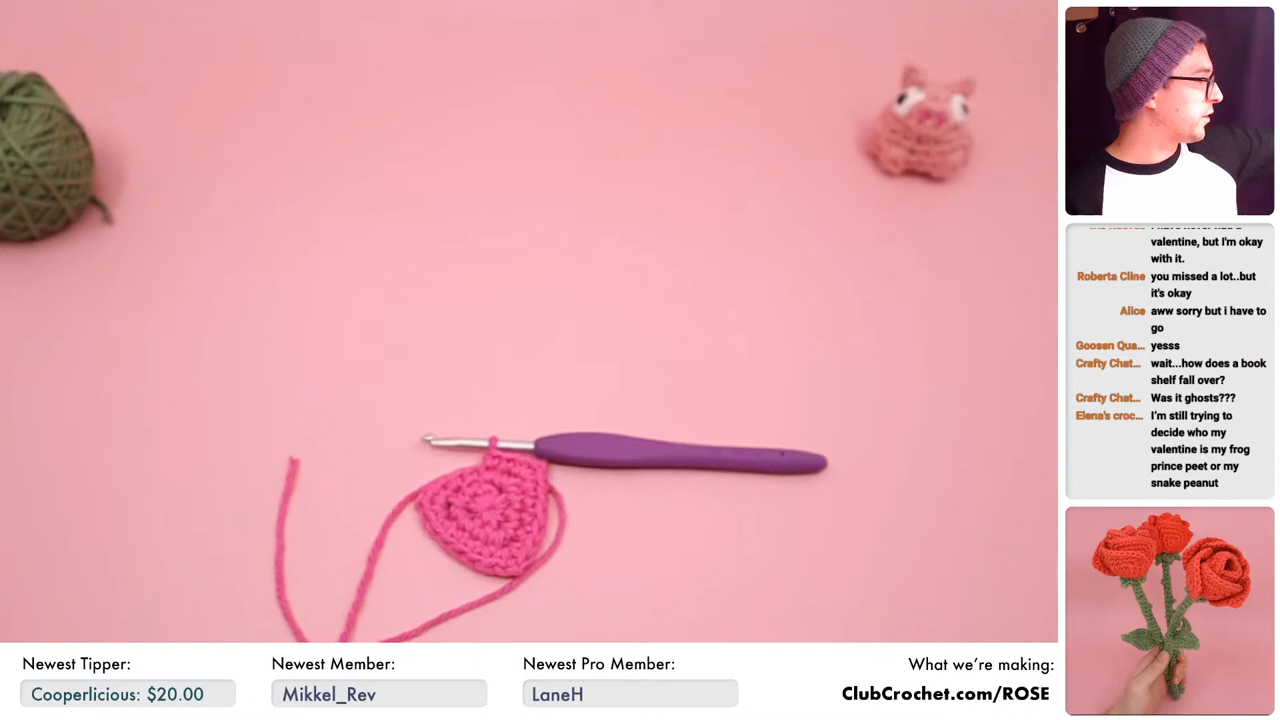 valentine, but I'm okay
with it.
Roberta Cline you missed a lot..but
it's okay
Alice aww sorry but i have to
go
Goosen Qua... yesss
Crafty Chat... wait...how does a book
shelf fall over?
Crafty Chat... Was it ghosts???
Elena's croc... I'm still trying to
decide who my
valentine is my frog
prince peet or my
snake peanut
Newest Tipper:
Cooperlicious: $20.00
Newest Member:
Mikkel_Rev
Newest Pro Member:
LaneH
What we're making:
ClubCrochet.com/ROSE